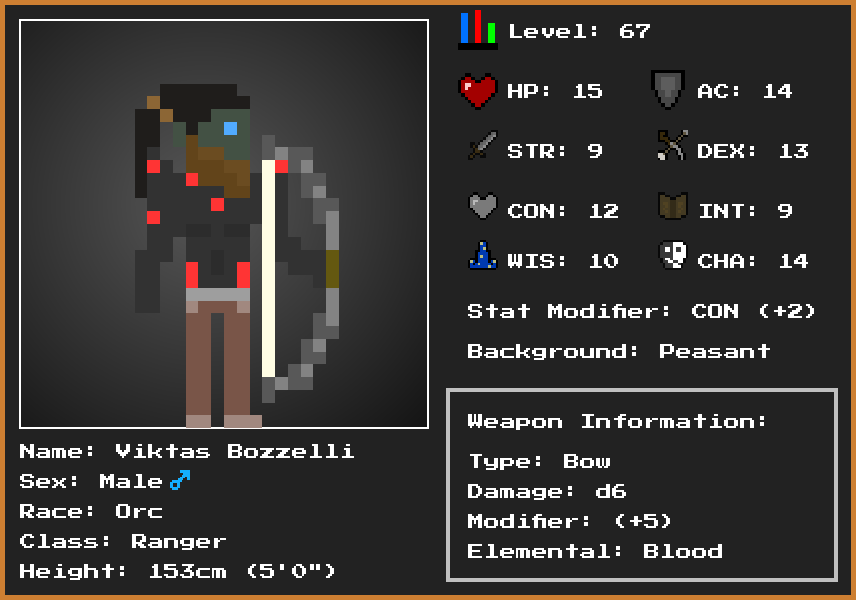 Level: 67
HP: 15 AC: 14
STR: 9 DEX: 13
CON: 12 INT: 9
WIS: 10 CHA: 14
Stat Modifier: CON (+2)
Background: Peasant
Weapon Information:
Type: Bow
Damage: d6
Modifier: (+5)
Elemental: Blood
Name: Viktas Bozzelli
Sex: Male ♂
Race: Orc
Class: Ranger
Height: 153cm (5'0")